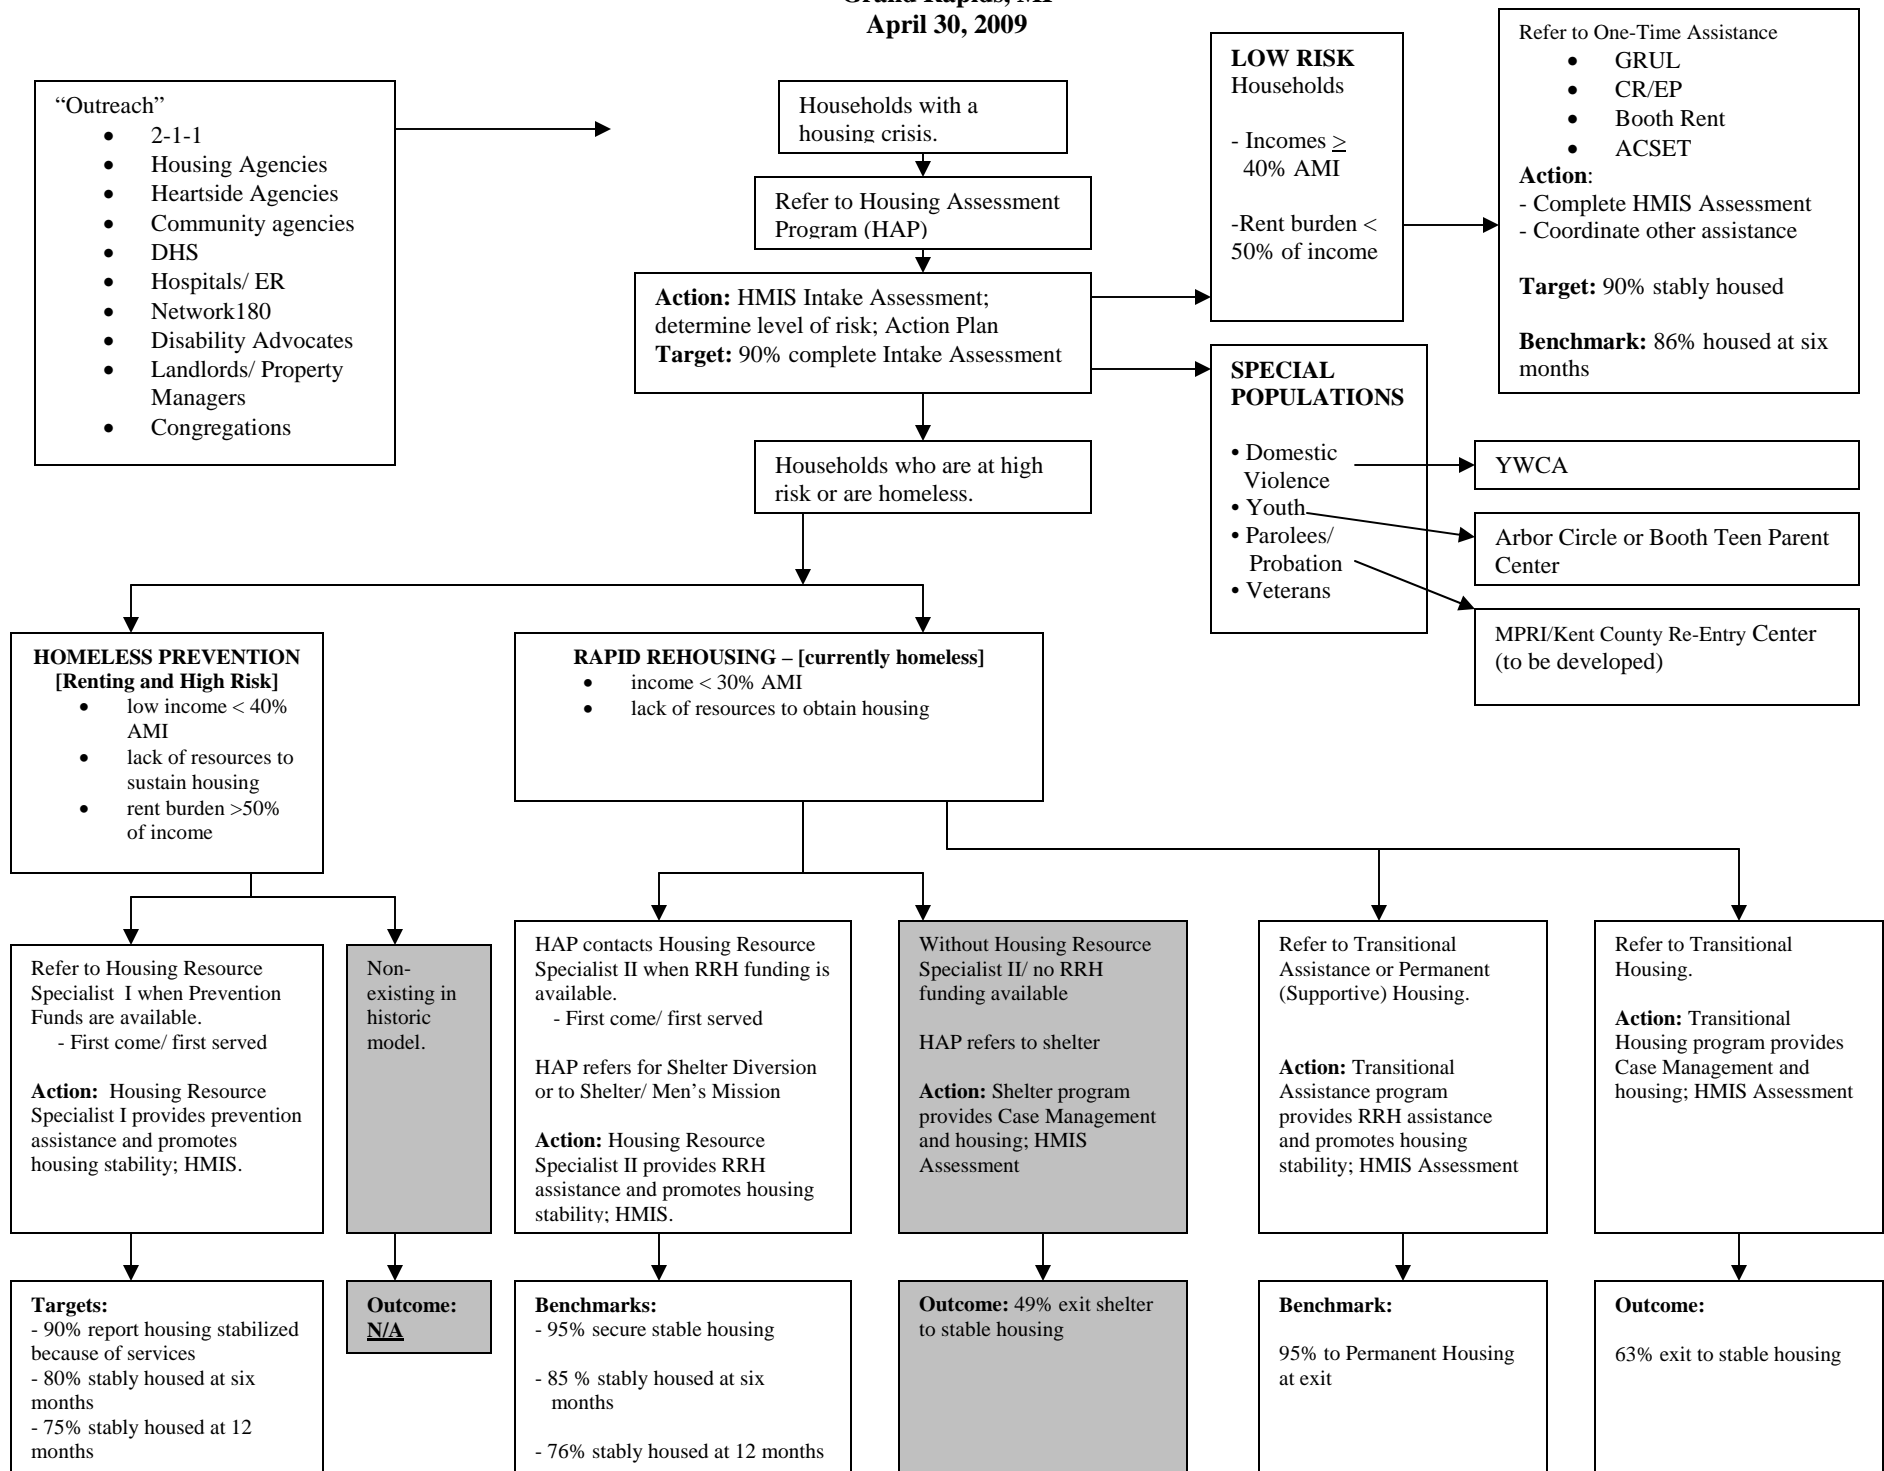 Grand Rapids, MI
April 30, 2009
“Outreach”
• 2-1-1
• Housing Agencies
• Heartside Agencies
• Community agencies
• DHS
• Hospitals/ ER
• Network180
• Disability Advocates
• Landlords/ Property
Managers
• Congregations
Households with a
housing crisis.
Refer to Housing Assessment
Program (HAP)
Action: HMIS Intake Assessment;
determine level of risk; Action Plan
Target: 90% complete Intake Assessment
Households who are at high
risk or are homeless.
LOW RISK
Households
- Incomes ≥
40% AMI
-Rent burden <
50% of income
Refer to One-Time Assistance
• GRUL
• CR/EP
• Booth Rent
• ACSET
Action:
- Complete HMIS Assessment
- Coordinate other assistance
Target: 90% stably housed
Benchmark: 86% housed at six
months
SPECIAL
POPULATIONS
• Domestic
Violence
• Youth
• Parolees/
Probation
• Veterans
YWCA
Arbor Circle or Booth Teen Parent
Center
MPRI/Kent County Re-Entry Center
(to be developed)
HOMELESS PREVENTION
[Renting and High Risk]
• low income < 40%
AMI
• lack of resources to
sustain housing
• rent burden >50%
of income
RAPID REHOUSING – [currently homeless]
• income < 30% AMI
• lack of resources to obtain housing
Refer to Housing Resource
Specialist I when Prevention
Funds are available.
- First come/ first served
Action: Housing Resource
Specialist I provides prevention
assistance and promotes
housing stability; HMIS.
Non-
existing in
historic
model.
HAP contacts Housing Resource
Specialist II when RRH funding is
available.
- First come/ first served
HAP refers for Shelter Diversion
or to Shelter/ Men’s Mission
Action: Housing Resource
Specialist II provides RRH
assistance and promotes housing
stability; HMIS.
Without Housing Resource
Specialist II/ no RRH
funding available
HAP refers to shelter
Action: Shelter program
provides Case Management
and housing; HMIS
Assessment
Refer to Transitional
Assistance or Permanent
(Supportive) Housing.
Action: Transitional
Assistance program
provides RRH assistance
and promotes housing
stability; HMIS Assessment
Refer to Transitional
Housing.
Action: Transitional
Housing program provides
Case Management and
housing; HMIS Assessment
Targets:
- 90% report housing stabilized
because of services
- 80% stably housed at six
months
- 75% stably housed at 12
months
Outcome:
N/A
Benchmarks:
- 95% secure stable housing
- 85 % stably housed at six
months
- 76% stably housed at 12 months
Outcome: 49% exit shelter
to stable housing
Benchmark:
95% to Permanent Housing
at exit
Outcome:
63% exit to stable housing